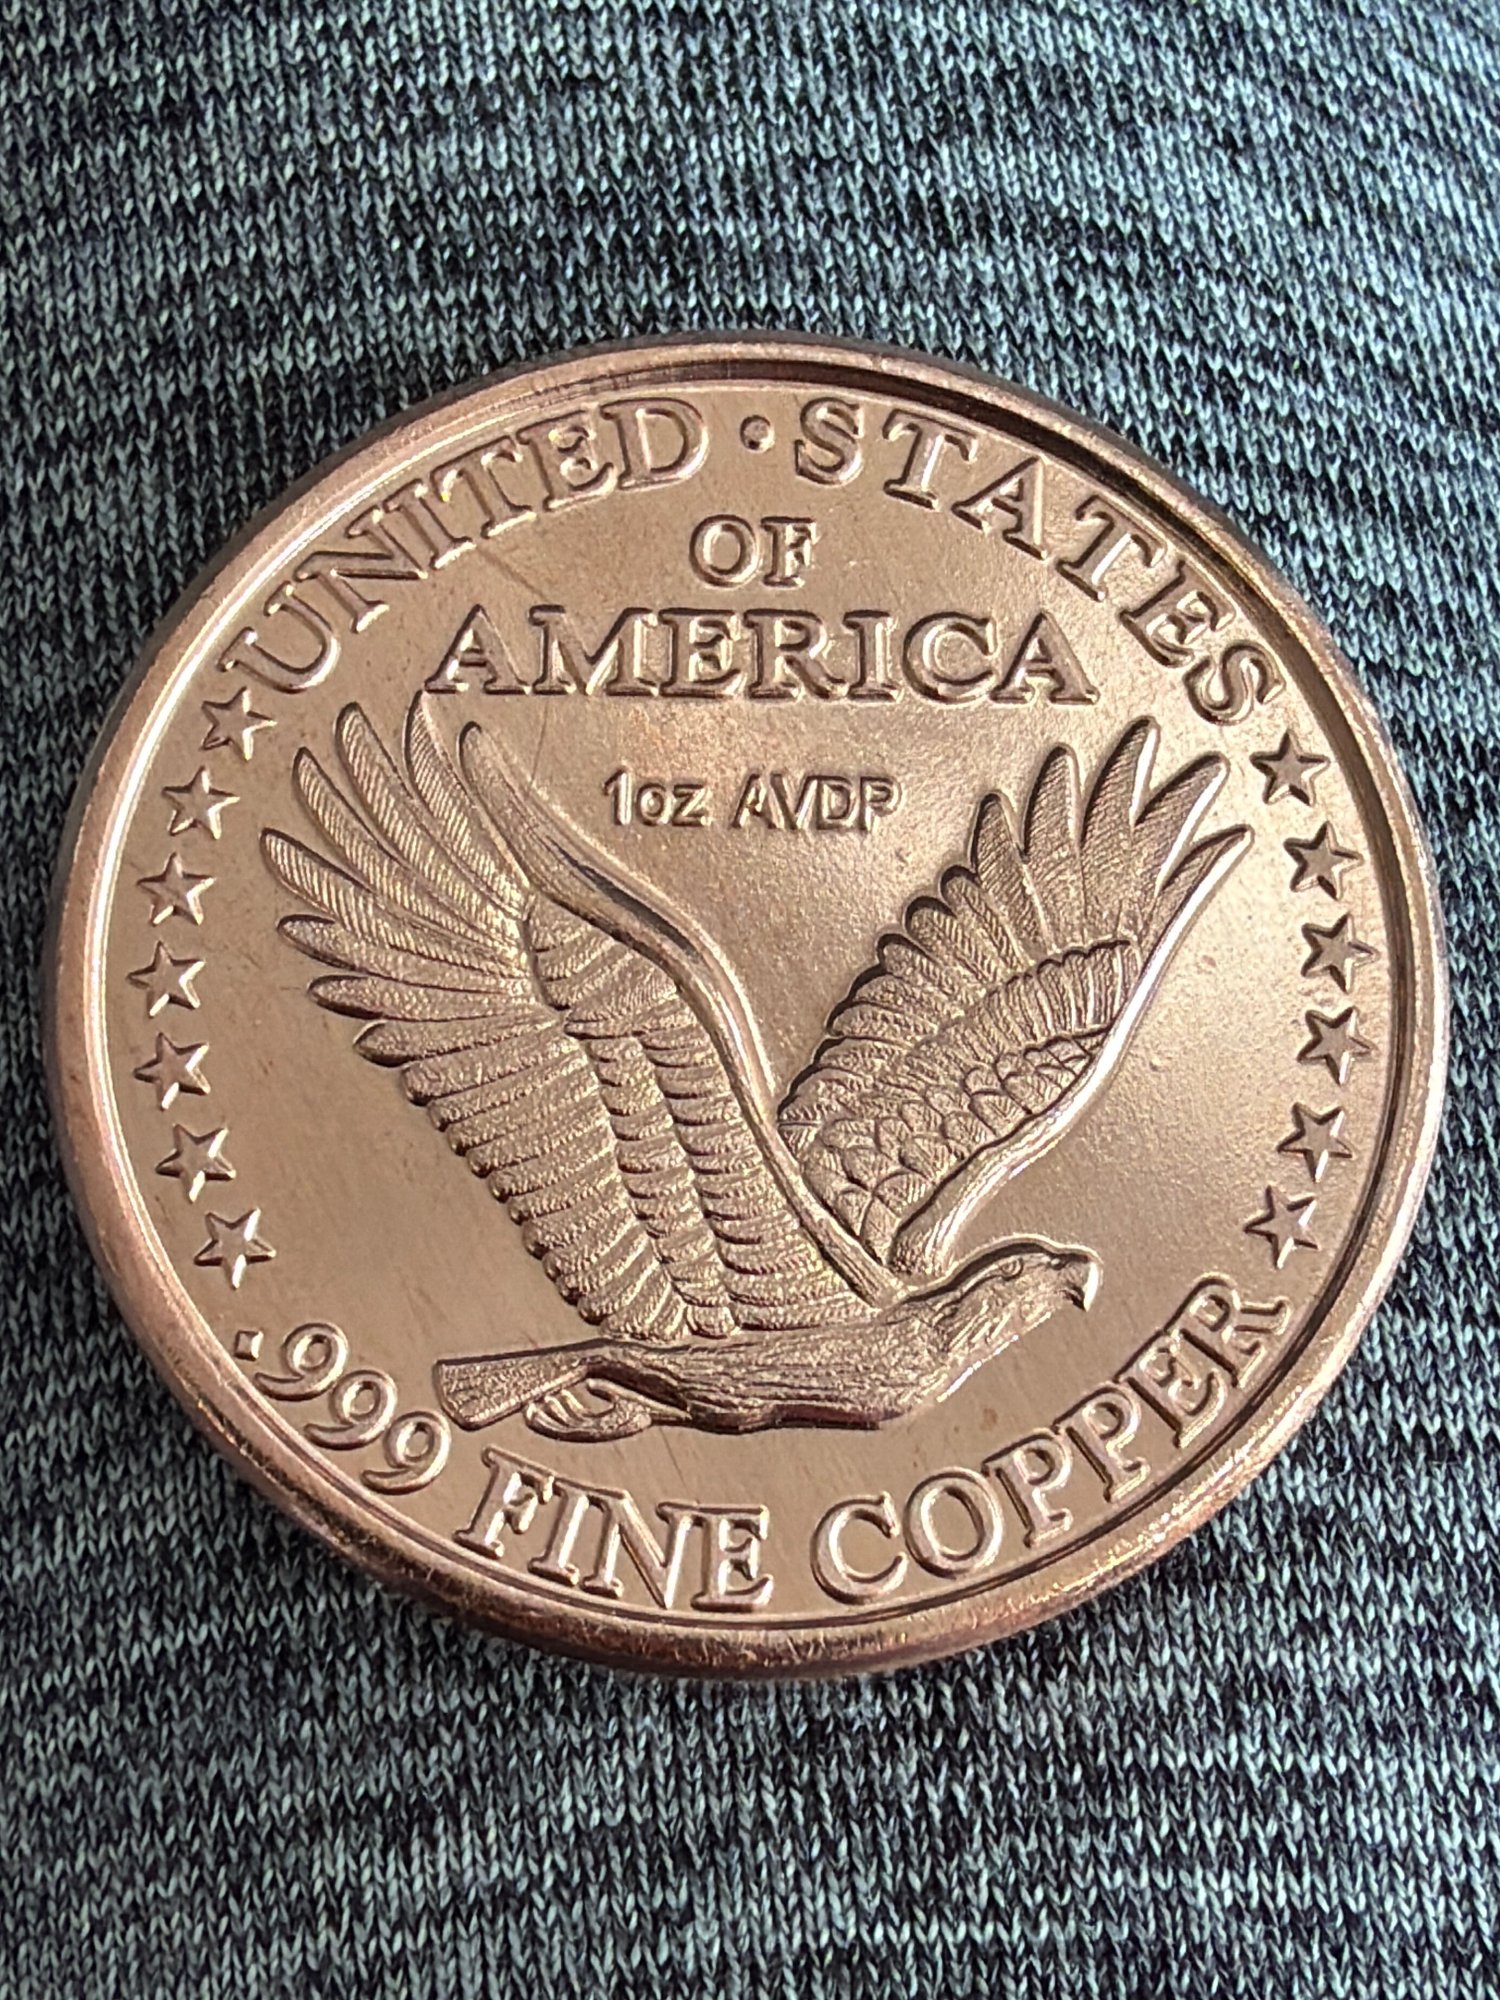 UNITED · STATES
OF
AMERICA
1oz AVDP
.999 FINE COPPER